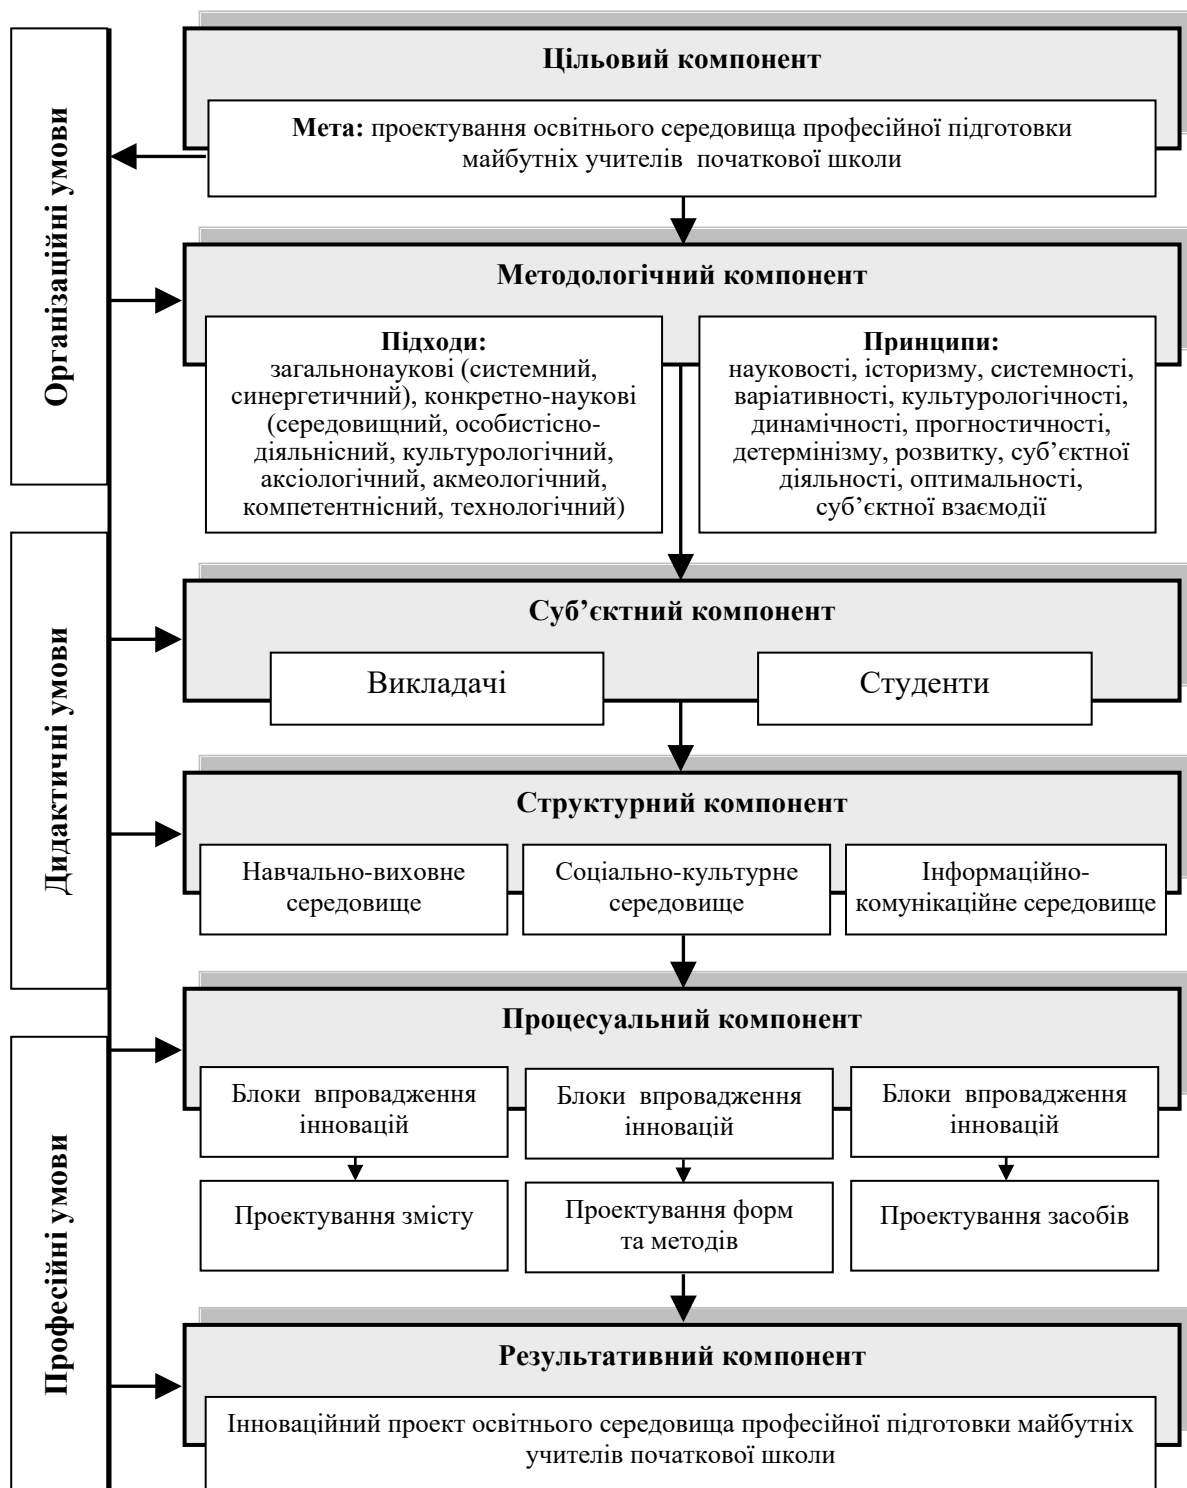 Організаційні умови
Дидактичні умови
Професійні умови
Цільовий компонент
Мета: проектування освітнього середовища професійної підготовки
майбутніх учителів початкової школи
Методологічний компонент
Підходи:
загальнонаукові (системний,
синергетичний), конкретно-наукові
(середовищний, особистісно-
діяльнісний, культурологічний,
аксіологічний, акмеологічний,
компетентнісний, технологічний)
Принципи:
науковості, історизму, системності,
варіативності, культурологічності,
динамічності, прогностичності,
детермінізму, розвитку, суб’єктної
діяльності, оптимальності,
суб’єктної взаємодії
Суб’єктний компонент
Викладачі
Студенти
Структурний компонент
Навчально-виховне
середовище
Соціально-культурне
середовище
Інформаційно-
комунікаційне середовище
Процесуальний компонент
Блоки впровадження
інновацій
Блоки впровадження
інновацій
Блоки впровадження
інновацій
Проектування змісту
Проектування форм
та методів
Проектування засобів
Результативний компонент
Інноваційний проект освітнього середовища професійної підготовки майбутніх
учителів початкової школи